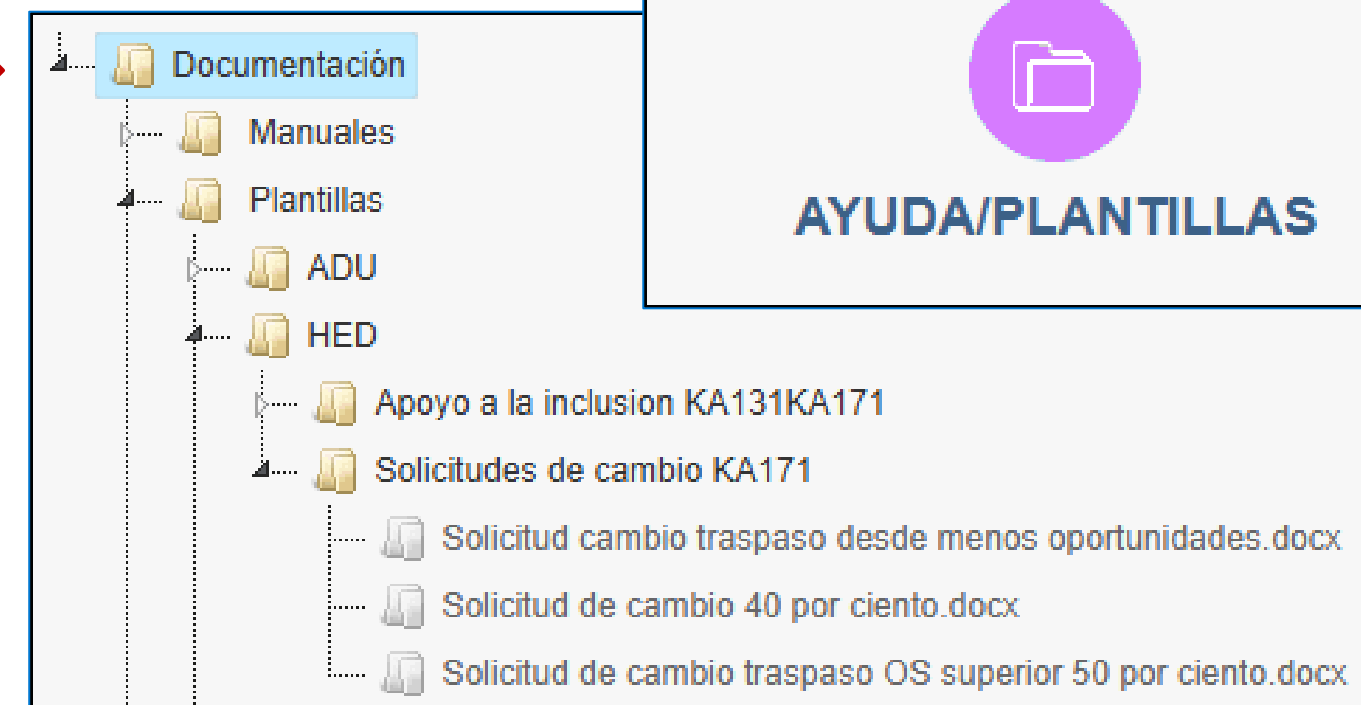 Documentación
Manuales
Plantillas
ADU
HED
Apoyo a la inclusion KA131KA171
Solicitudes de cambio KA171
Solicitud cambio traspaso desde menos oportunidades.docx
Solicitud de cambio 40 por ciento.docx
Solicitud de cambio traspaso OS superior 50 por ciento.docx
AYUDA/PLANTILLAS